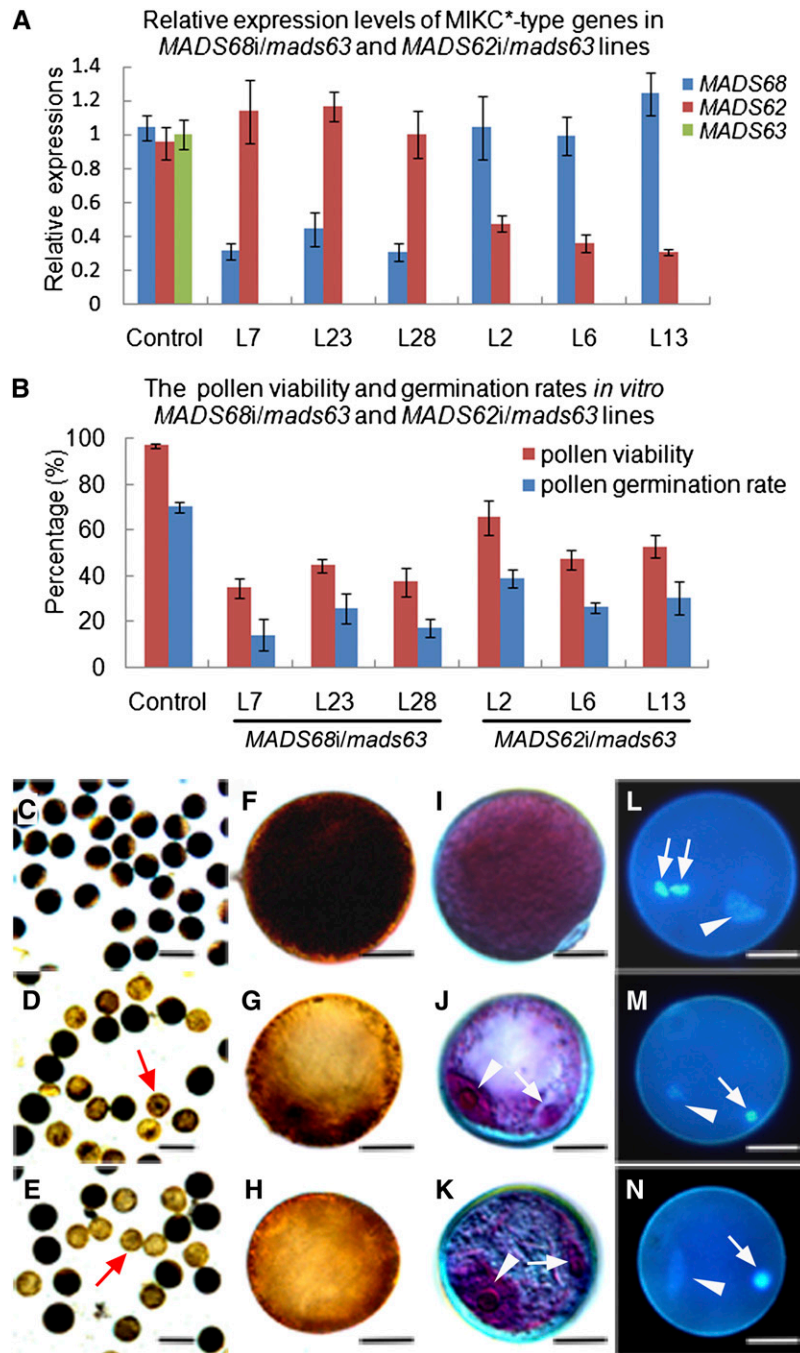 A
Relative expression levels of MIKC*-type genes in
MADS68i/mads63 and MADS62i/mads63 lines
Relative expressions
1.4
1.2
1
0.8
0.6
0.4
0.2
0
MADS68
MADS62
MADS63
Control L7 L23 L28 L2 L6 L13
B
The pollen viability and germination rates in vitro
MADS68i/mads63 and MADS62i/mads63 lines
Percentage (%)
100
80
60
40
20
0
pollen viability
pollen germination rate
Control L7 L23 L28 L2 L6 L13
MADS68i/mads63 MADS62i/mads63
C F I L
D G J M
E H K N